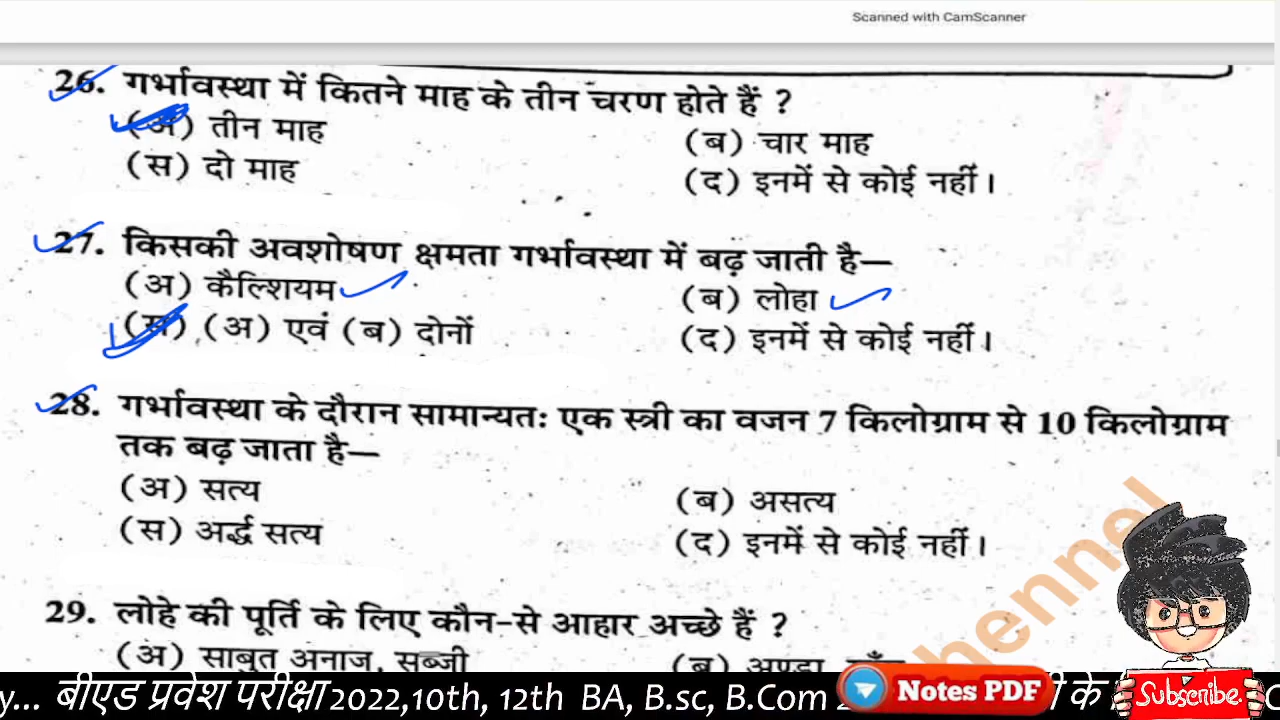 Scanned with CamScanner
26. गर्भावस्था में कितने माह के तीन चरण होते हैं ?
(अ) तीन माह (ब) चार माह
(स) दो माह (द) इनमें से कोई नहीं।
27. किसकी अवशोषण क्षमता गर्भावस्था में बढ़ जाती है—
(अ) कैल्शियम (ब) लोहा
(स) (अ) एवं (ब) दोनों (द) इनमें से कोई नहीं।
28. गर्भावस्था के दौरान सामान्यतः एक स्त्री का वजन 7 किलोग्राम से 10 किलोग्राम
तक बढ़ जाता है—
(अ) सत्य (ब) असत्य
(स) अर्द्ध सत्य (द) इनमें से कोई नहीं।
29. लोहे की पूर्ति के लिए कौन-से आहार अच्छे हैं ?
(अ) साबुत अनाज, सब्जी (ब) अण्डा
hennel
y... बीएड प्रवेश परीक्षा 2022,10th, 12th BA, B.sc, B.Com
Notes PDF
के
Subscribe